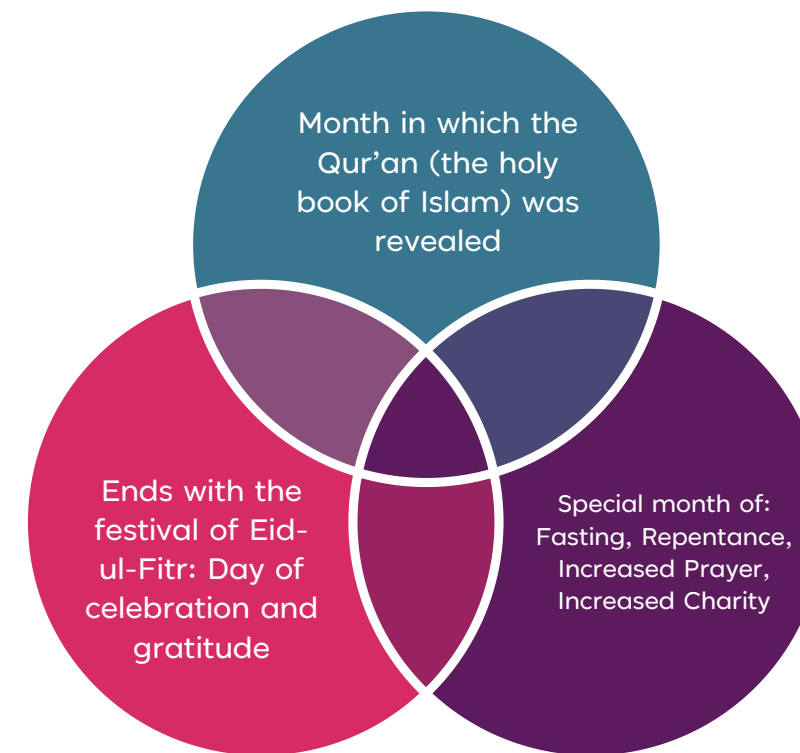 Month in which the
Qur’an (the holy
book of Islam) was
revealed
Ends with the
festival of Eid-
ul-Fitr: Day of
celebration and
gratitude
Special month of:
Fasting, Repentance,
Increased Prayer,
Increased Charity